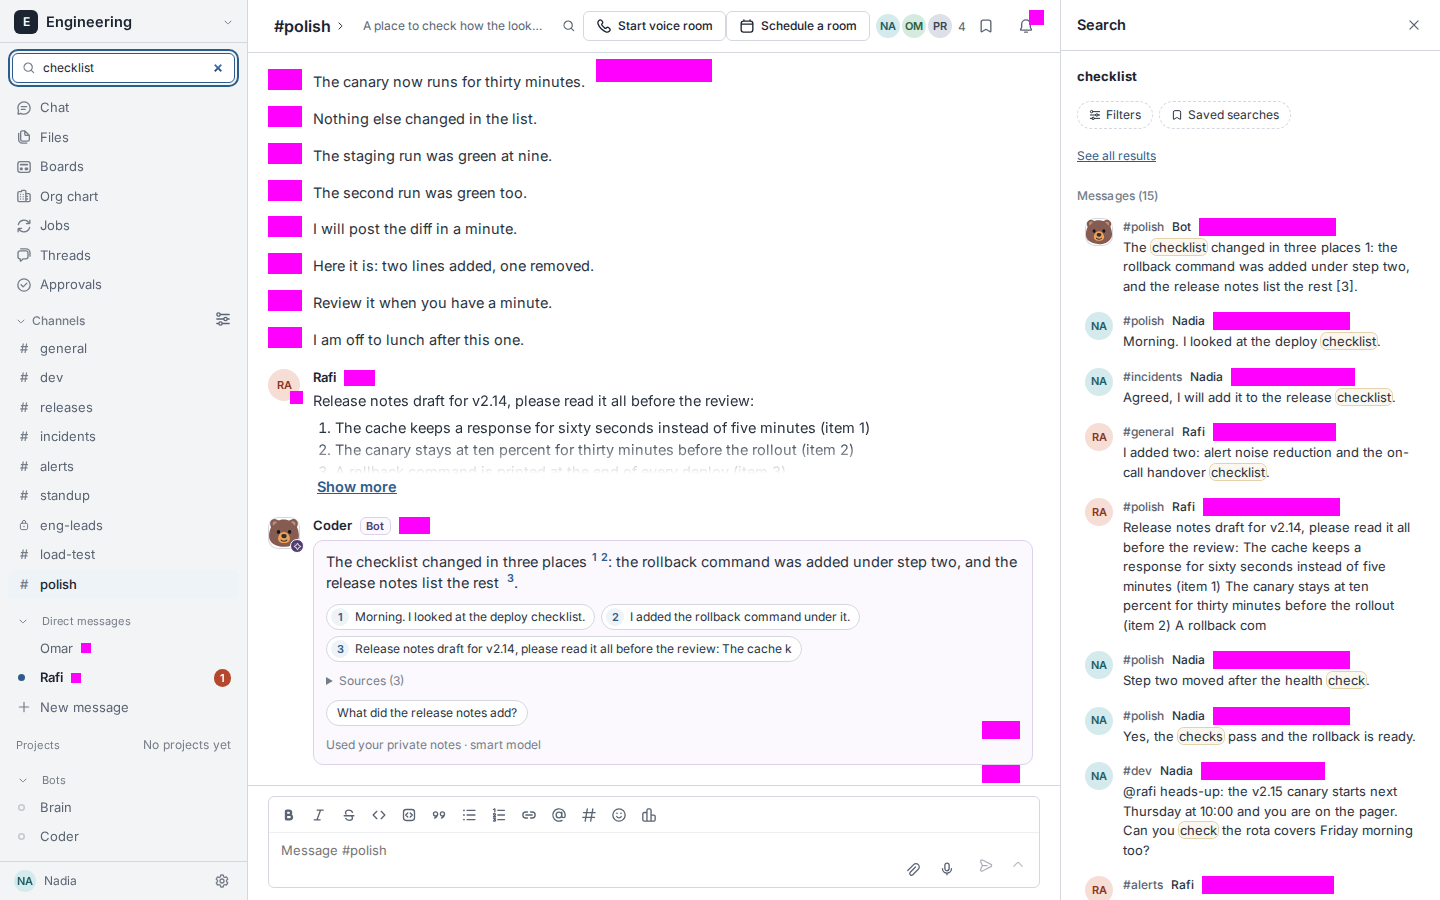 E Engineering
checklist
Chat
Files
Boards
Org chart
Jobs
Threads
Approvals
Channels
# general
# dev
# releases
# incidents
# alerts
# standup
eng-leads
# load-test
# polish
Direct messages
Omar
Rafi 1
New message
Projects No projects yet
Bots
Brain
Coder
NA Nadia
#polish
A place to check how the look...
Start voice room
Schedule a room
NA OM PR 4
The canary now runs for thirty minutes.
Nothing else changed in the list.
The staging run was green at nine.
The second run was green too.
I will post the diff in a minute.
Here it is: two lines added, one removed.
Review it when you have a minute.
I am off to lunch after this one.
RA Rafi
Release notes draft for v2.14, please read it all before the review:
1. The cache keeps a response for sixty seconds instead of five minutes (item 1)
2. The canary stays at ten percent for thirty minutes before the rollout (item 2)
3. A rollback command is printed at the end of every deploy (item 3)
Show more
Coder Bot
The checklist changed in three places 1 2: the rollback command was added under step two, and the
release notes list the rest 3.
1 Morning. I looked at the deploy checklist.
2 I added the rollback command under it.
3 Release notes draft for v2.14, please read it all before the review: The cache k
Sources (3)
What did the release notes add?
Used your private notes · smart model
Message #polish
Search
checklist
Filters
Saved searches
See all results
Messages (15)
#polish Bot
The checklist changed in three places 1: the
rollback command was added under step two,
and the release notes list the rest [3].
NA #polish Nadia
Morning. I looked at the deploy checklist.
NA #incidents Nadia
Agreed, I will add it to the release checklist.
RA #general Rafi
I added two: alert noise reduction and the on-
call handover checklist.
RA #polish Rafi
Release notes draft for v2.14, please read it all
before the review: The cache keeps a
response for sixty seconds instead of five
minutes (item 1) The canary stays at ten
percent for thirty minutes before the rollout
(item 2) A rollback com
NA #polish Nadia
Step two moved after the health check.
NA #polish Nadia
Yes, the checks pass and the rollback is ready.
NA #dev Nadia
@rafi heads-up: the v2.15 canary starts next
Thursday at 10:00 and you are on the pager.
Can you check the rota covers Friday morning
too?
RA #alerts Rafi